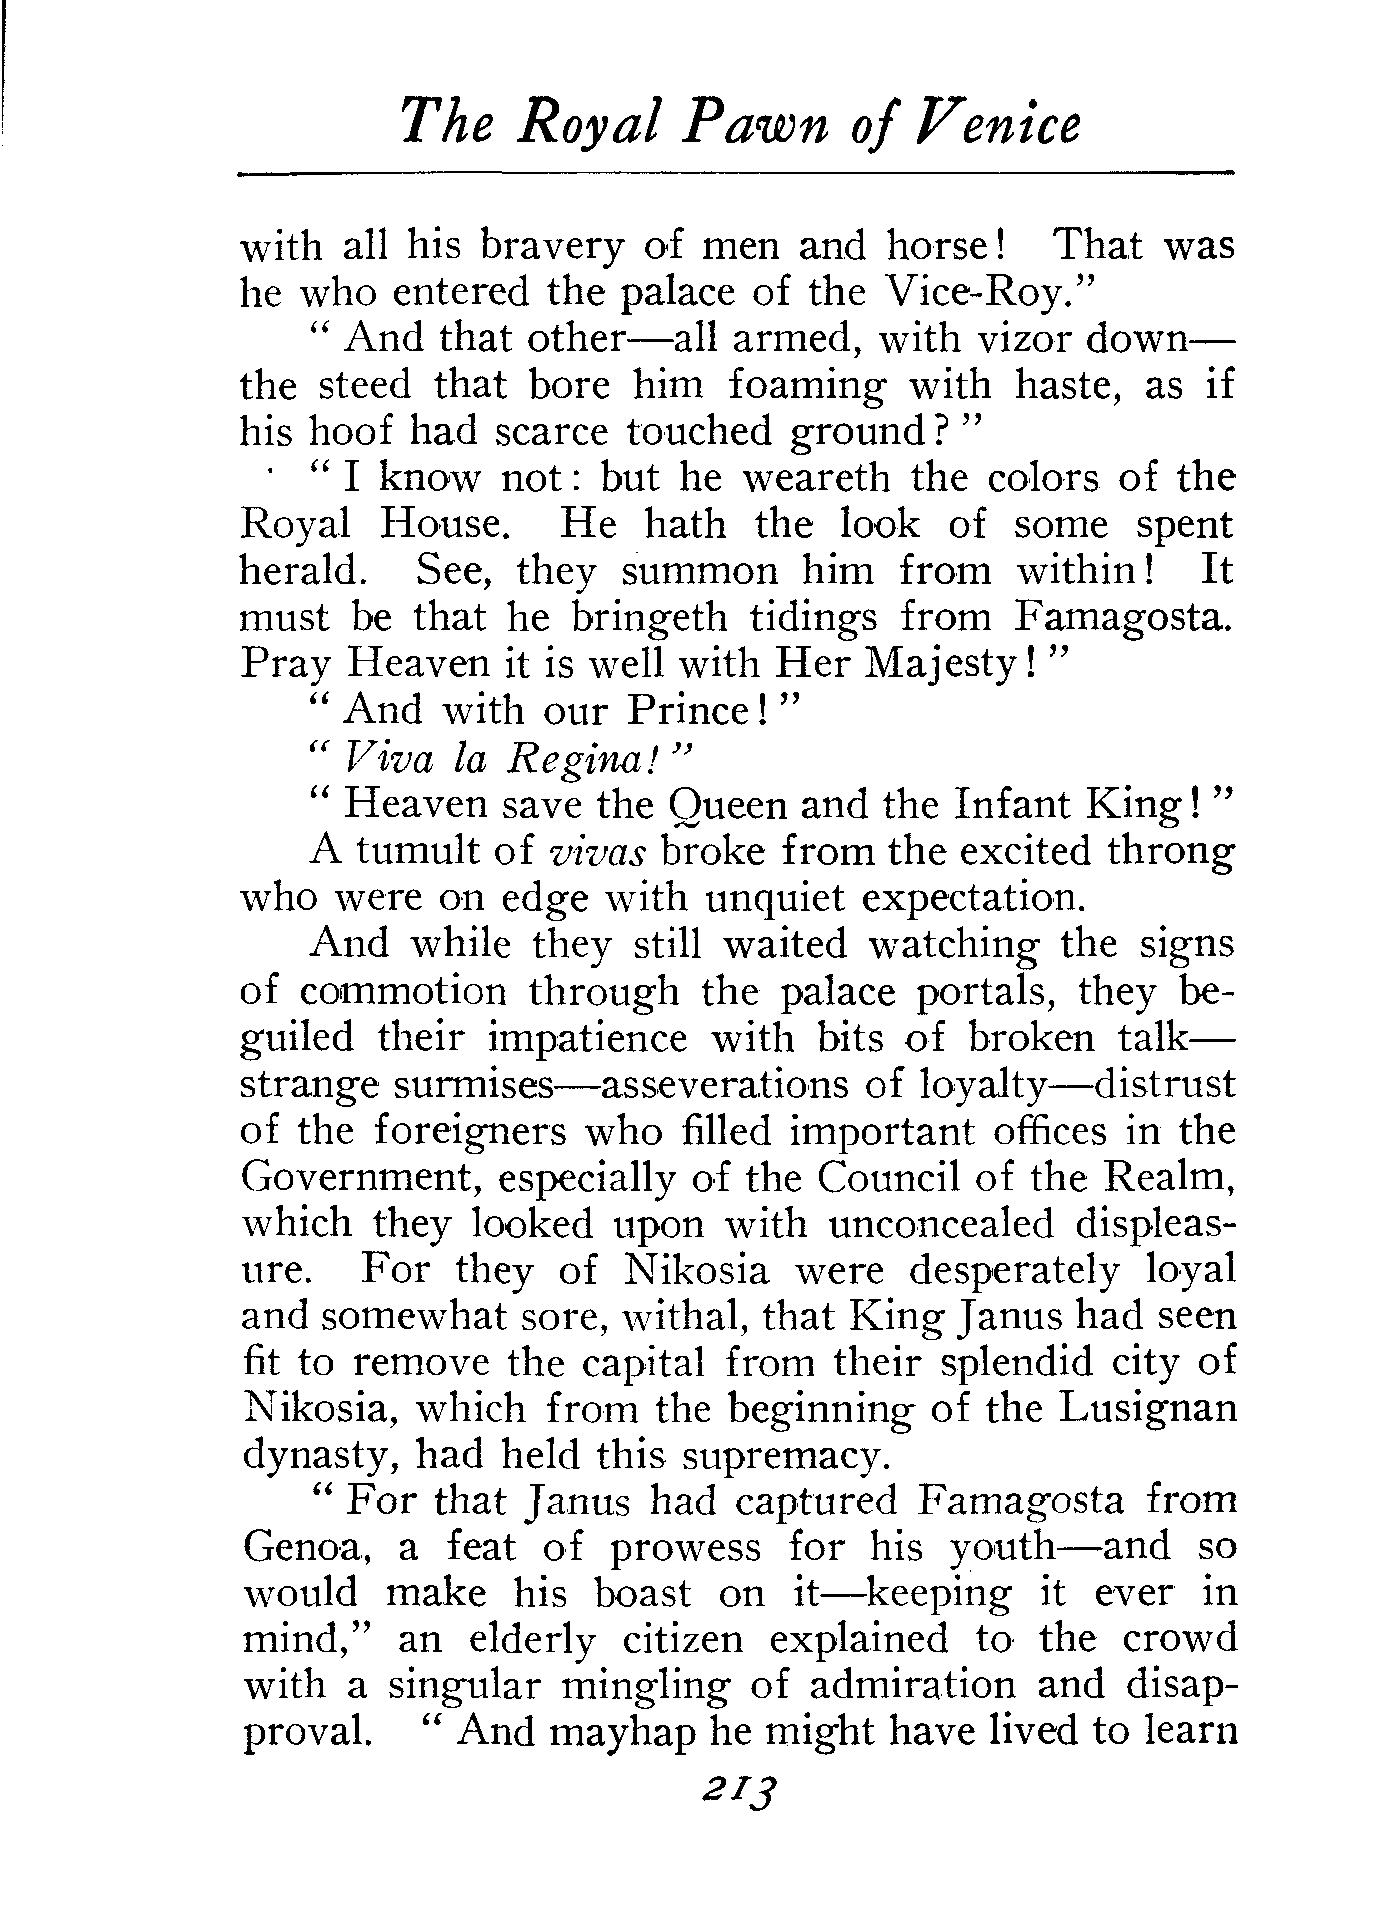 The Royal Pawn of Venice
with all his bravery of men and horse! That was
he who entered the palace of the Vice-Roy."
" And that other—all armed, with vizor down—
the steed that bore him foaming with haste, as if
his hoof had scarce touched ground? "
" I know not: but he weareth the colors of the
Royal House. He hath the look of some spent
herald. See, they summon him from within! It
must be that he bringeth tidings from Famagosta.
Pray Heaven it is well with Her Majesty! "
" And with our Prince! "
" Viva la Regina! "
" Heaven save the Queen and the Infant King! "
A tumult of vivas broke from the excited throng
who were on edge with unquiet expectation.
And while they still waited watching the signs
of commotion through the palace portals, they be-
guiled their impatience with bits of broken talk—
strange surmises—asseverations of loyalty—distrust
of the foreigners who filled important offices in the
Government, especially of the Council of the Realm,
which they looked upon with unconcealed displeas-
ure. For they of Nikosia were desperately loyal
and somewhat sore, withal, that King Janus had seen
fit to remove the capital from their splendid city of
Nikosia, which from the beginning of the Lusignan
dynasty, had held this supremacy.
" For that Janus had captured Famagosta from
Genoa, a feat of prowess for his youth—and so
would make his boast on it—keeping it ever in
mind," an elderly citizen explained to the crowd
with a singular mingling of admiration and disap-
proval. " And mayhap he might have lived to learn
213